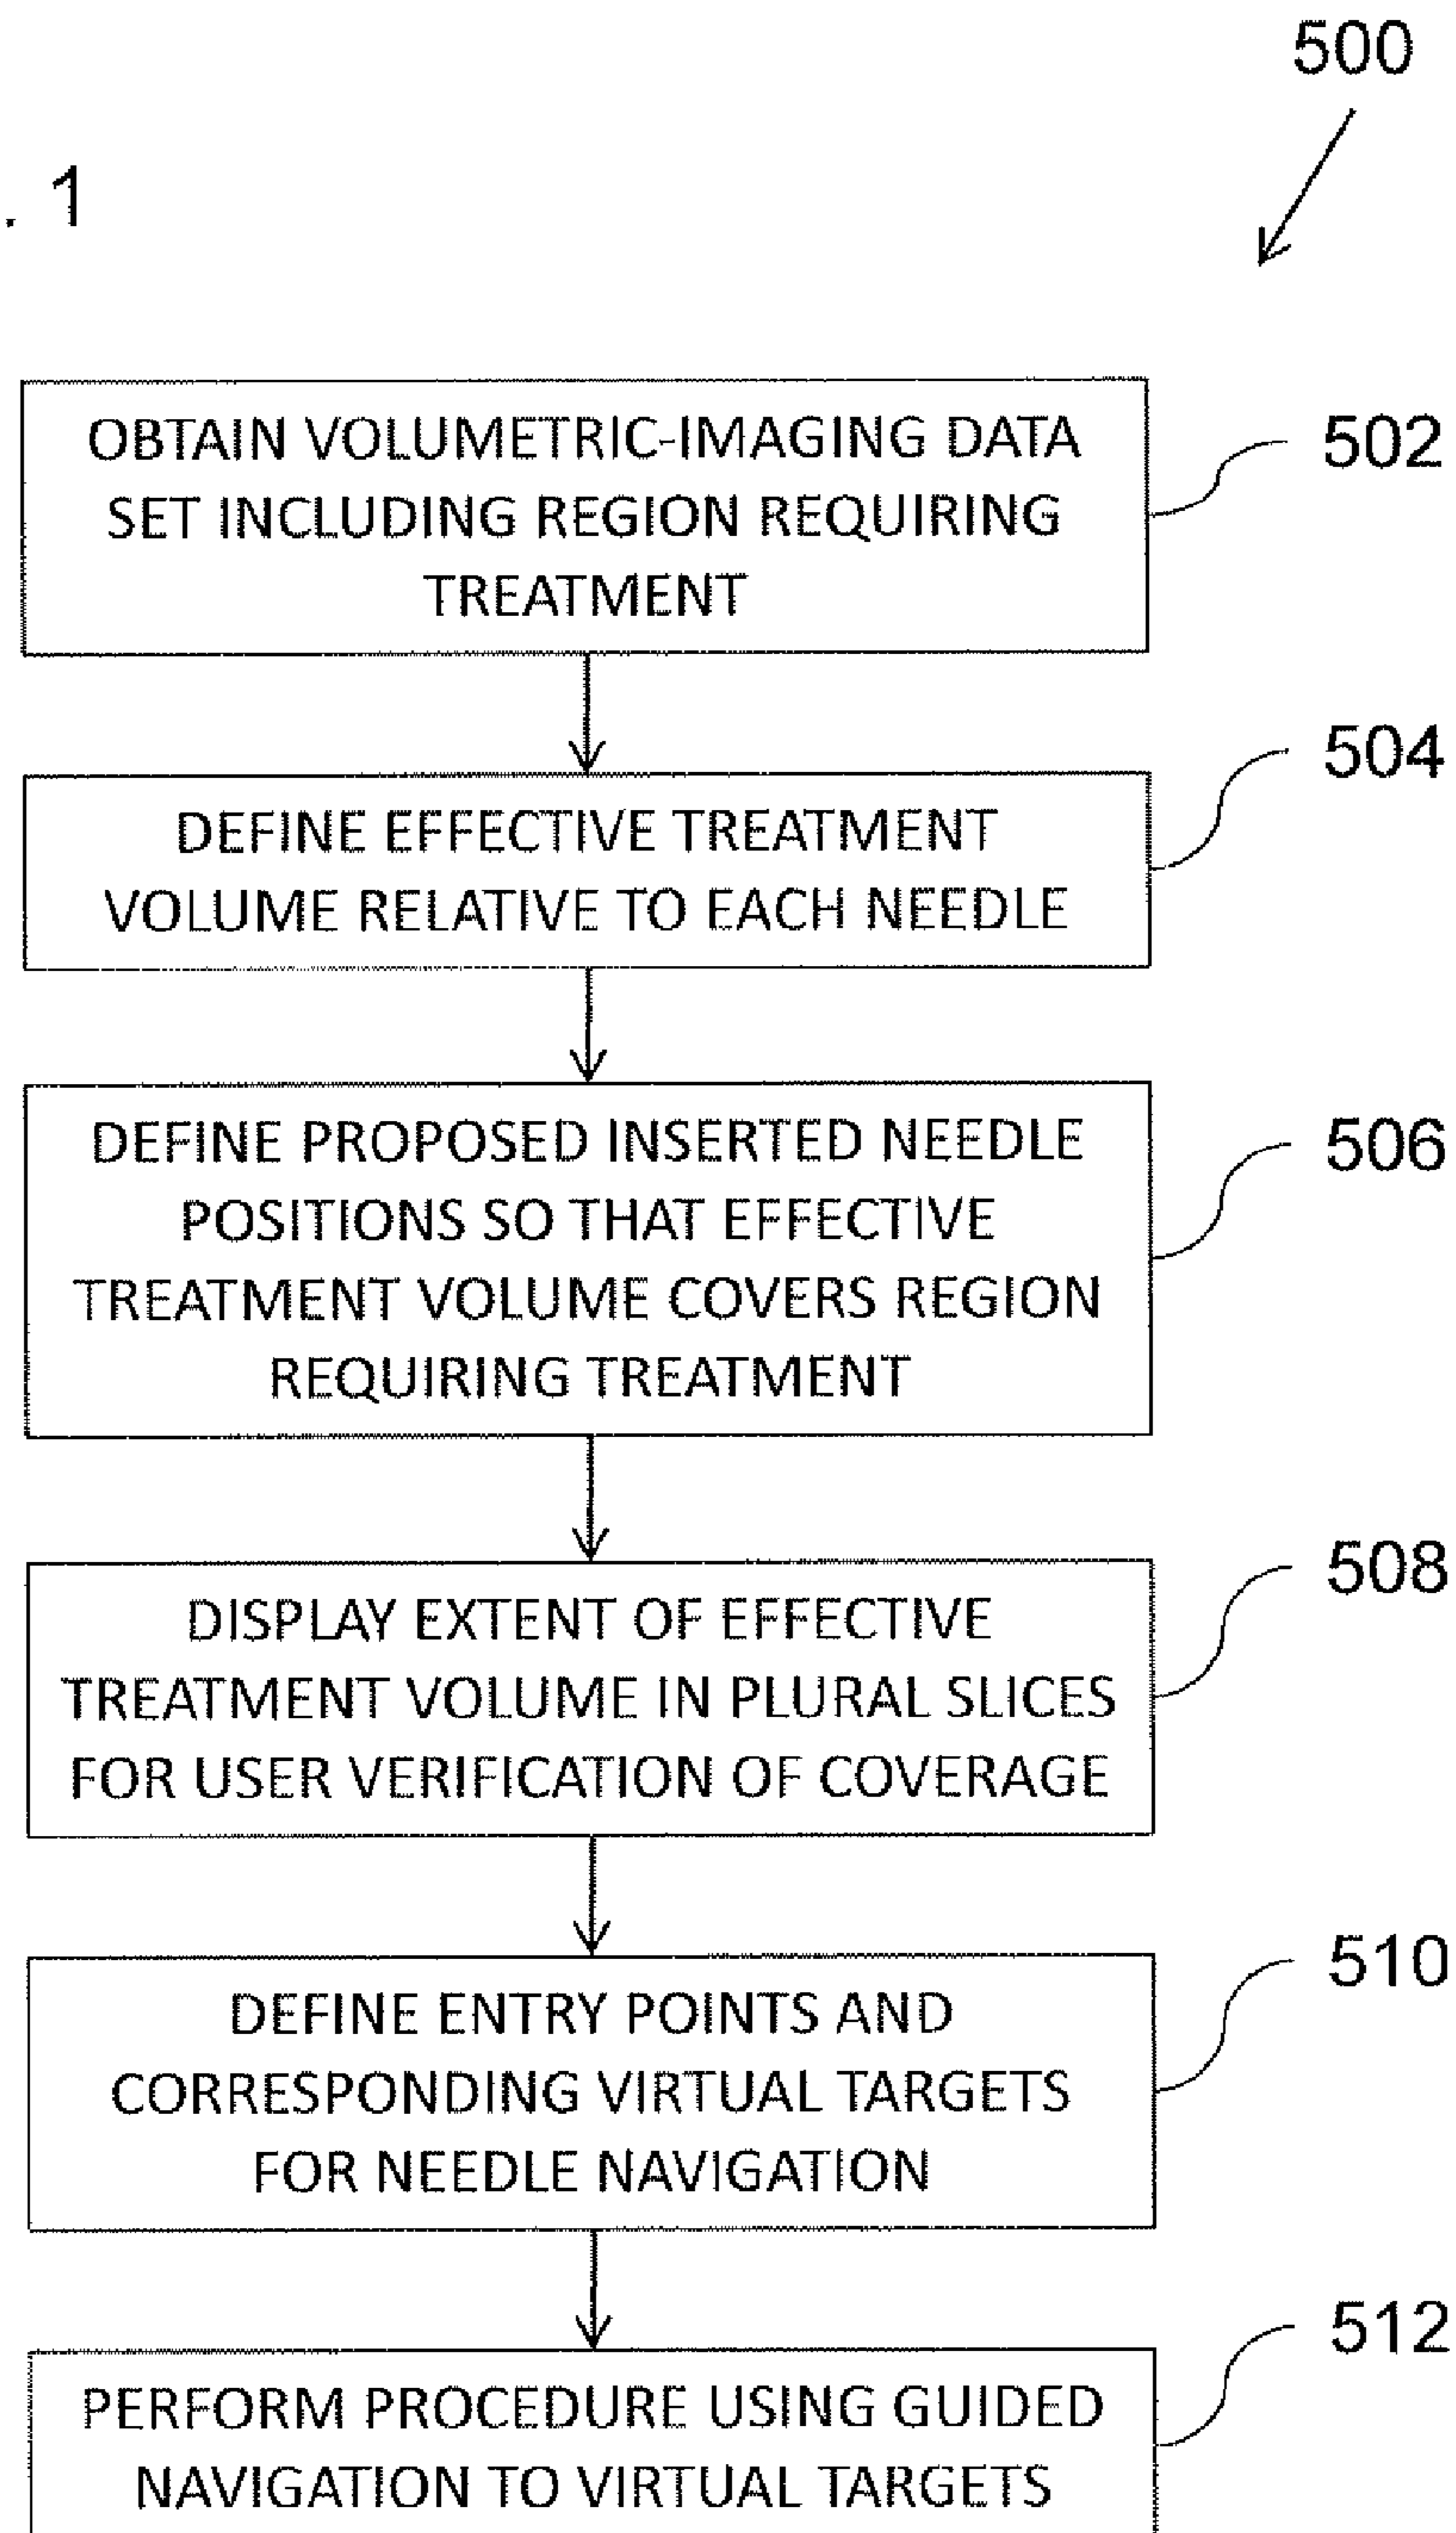 500
. 1
OBTAIN VOLUMETRIC-IMAGING DATA
SET INCLUDING REGION REQUIRING
TREATMENT
502
DEFINE EFFECTIVE TREATMENT
VOLUME RELATIVE TO EACH NEEDLE
504
DEFINE PROPOSED INSERTED NEEDLE
POSITIONS SO THAT EFFECTIVE
TREATMENT VOLUME COVERS REGION
REQUIRING TREATMENT
506
DISPLAY EXTENT OF EFFECTIVE
TREATMENT VOLUME IN PLURAL SLICES
FOR USER VERIFICATION OF COVERAGE
508
DEFINE ENTRY POINTS AND
CORRESPONDING VIRTUAL TARGETS
FOR NEEDLE NAVIGATION
510
PERFORM PROCEDURE USING GUIDED
NAVIGATION TO VIRTUAL TARGETS
512